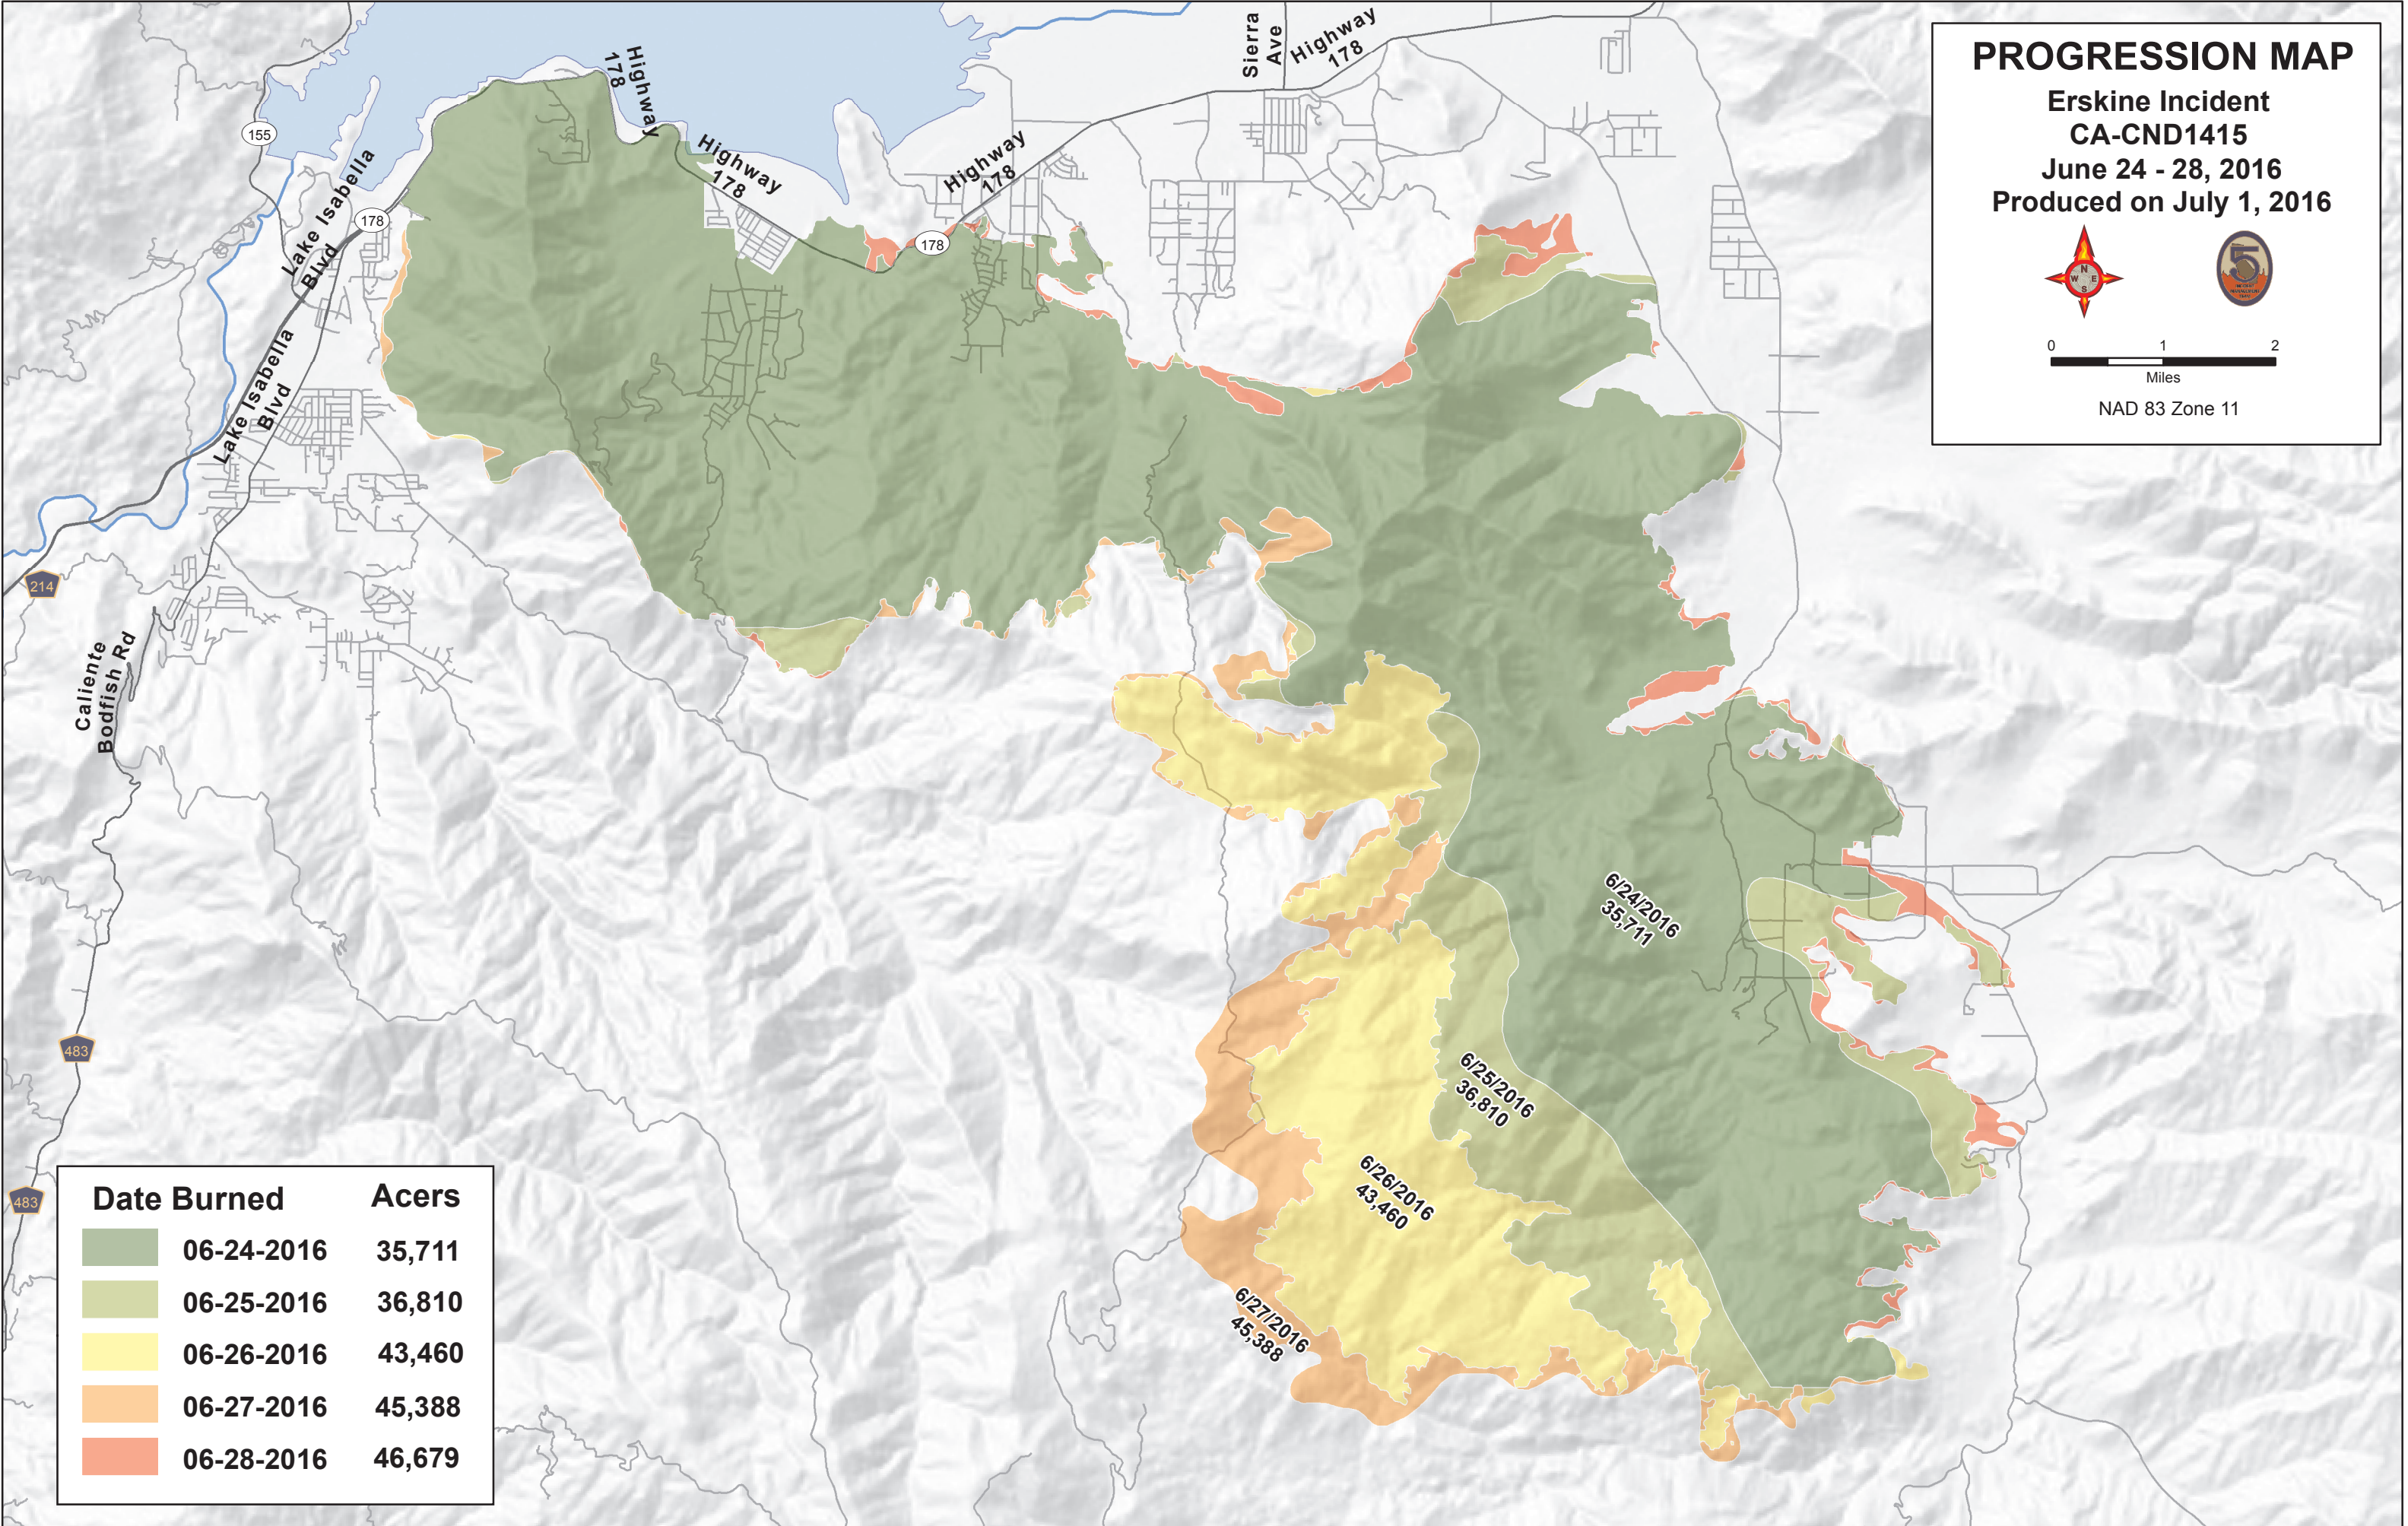 PROGRESSION MAP
Erskine Incident
CA-CND1415
June 24 - 28, 2016
Produced on July 1, 2016
N
W E
S
5
0 1 2
Miles
NAD 83 Zone 11
Sierra
Ave
Highway
178
Highway
178
Highway
178
Highway
178
155
178
178
Lake Isabella
Blvd
Lake Isabella
Blvd
214
Caliente
Bodfish Rd
483
483
6/24/2016
35,711
6/25/2016
36,810
6/26/2016
43,460
6/27/2016
45,388
Date Burned Acers
06-24-2016 35,711
06-25-2016 36,810
06-26-2016 43,460
06-27-2016 45,388
06-28-2016 46,679